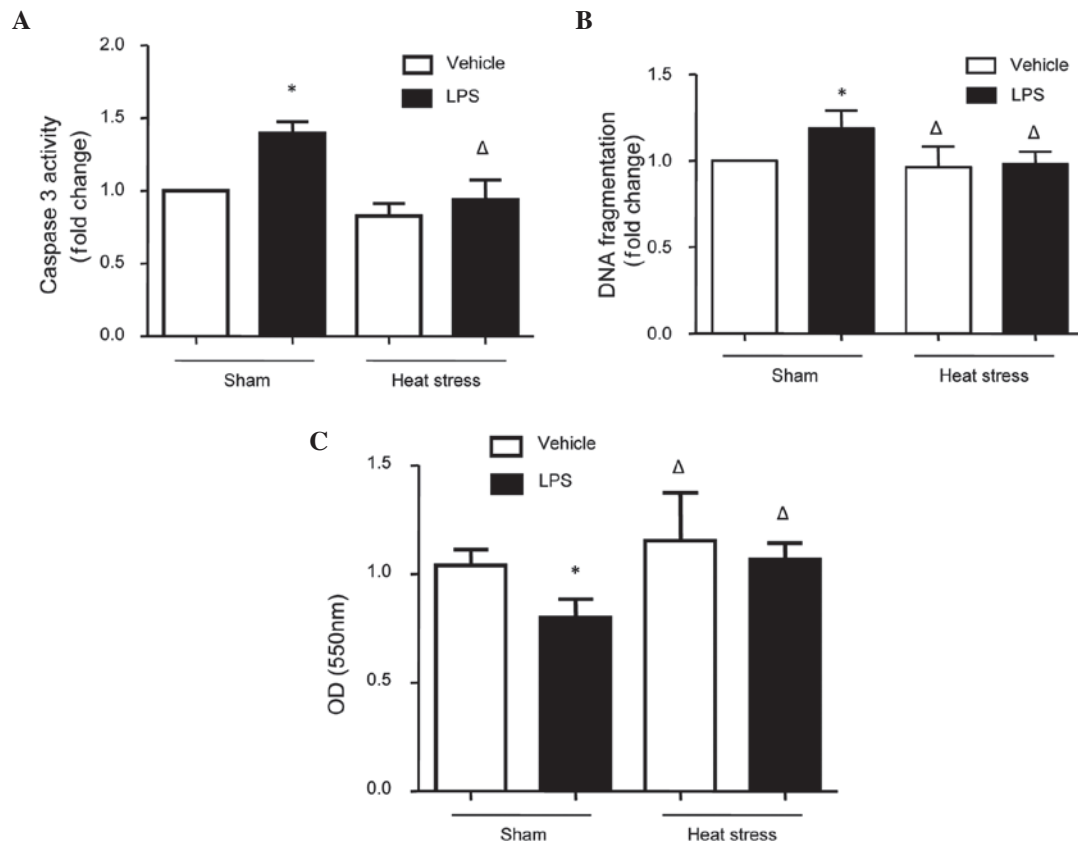 A
Caspase 3 activity
(fold change)
2.0
1.5
1.0
0.5
0.0
Vehicle
LPS
*
Δ
Sham
Heat stress
B
DNA fragmentation
(fold change)
1.5
1.0
0.5
0.0
Vehicle
LPS
*
Δ
Δ
Sham
Heat stress
C
OD (550nm)
1.5
1.0
0.5
0.0
Vehicle
LPS
*
Δ
Δ
Sham
Heat stress